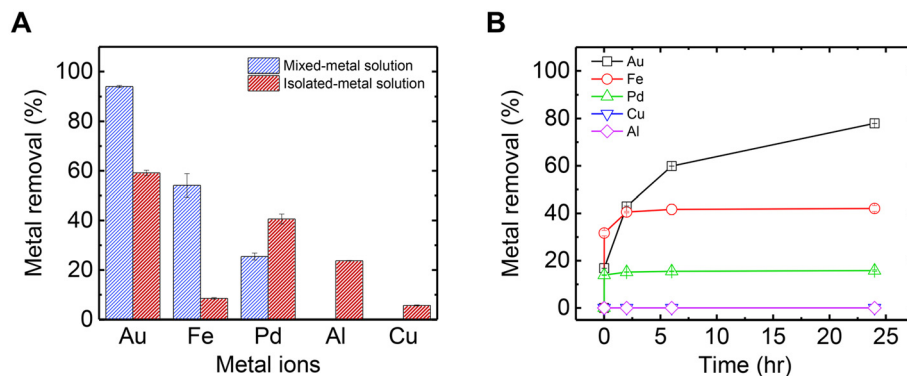 A
Metal removal (%)
100
80
60
40
20
0
Mixed-metal solution
Isolated-metal solution
Au Fe Pd Al Cu
Metal ions
B
Metal removal (%)
100
80
60
40
20
0
Au
Fe
Pd
Cu
Al
0 5 10 15 20 25
Time (hr)